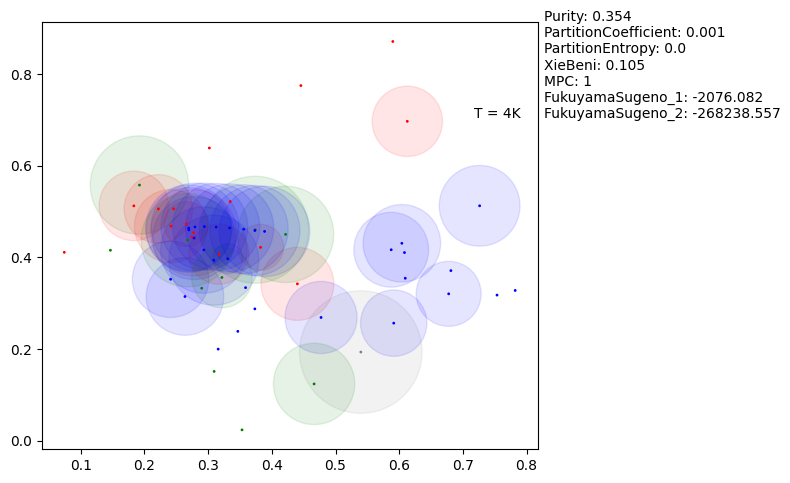 Purity: 0.354
PartitionCoefficient: 0.001
PartitionEntropy: 0.0
XieBeni: 0.105
MPC: 1
FukuyamaSugeno_1: -2076.082
FukuyamaSugeno_2: -268238.557
0.8
T = 4K
0.6
0.4
0.2
0.0
0.1 0.2 0.3 0.4 0.5 0.6 0.7 0.8